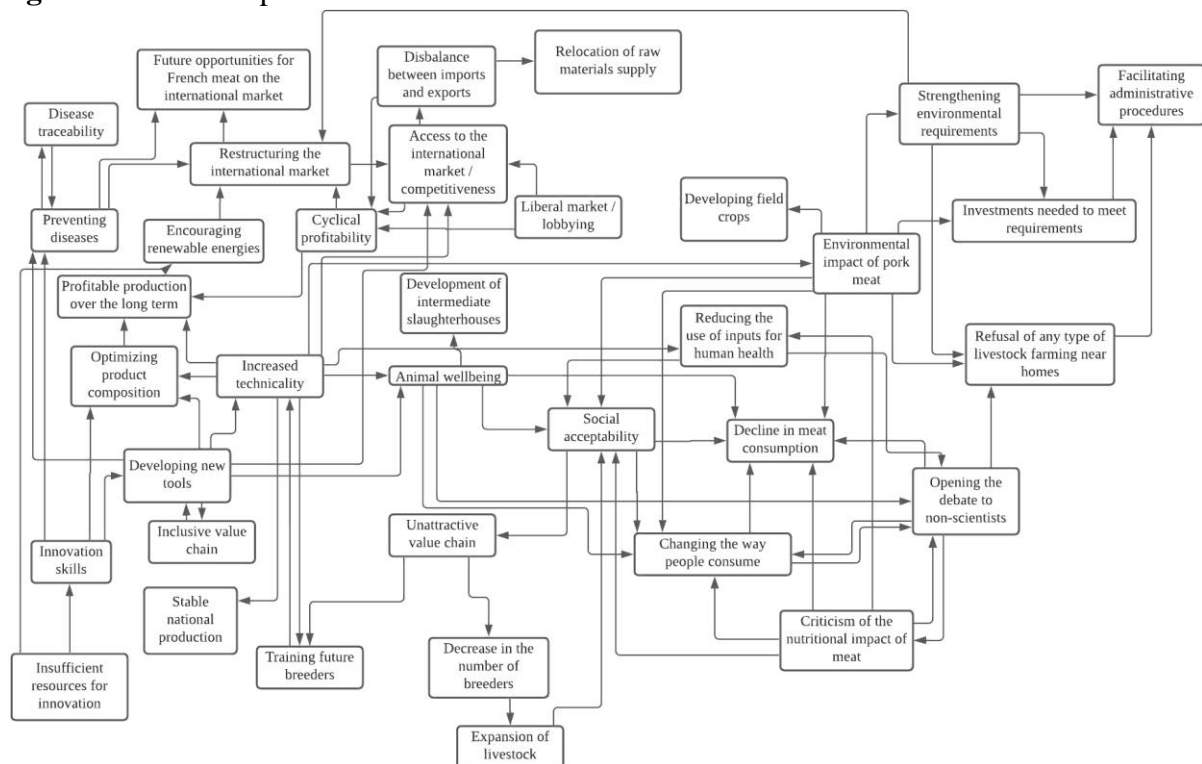 Future opportunities for
French meat on the
international market
Disbalance
between imports
and exports
Relocation of raw
materials supply
Facilitating
administrative
procedures
Strengthening
environmental
requirements
Disease
traceability
Restructuring the
international market
Access to the
international
market /
competitiveness
Developing field
crops
Investments needed to meet
requirements
Preventing
diseases
Encouraging
renewable energies
Cyclical
profitability
Liberal market /
lobbying
Environmental
impact of pork
meat
Profitable production
over the long term
Development of
intermediate
slaughterhouses
Reducing the
use of inputs for
human health
Refusal of any type of
livestock farming near
homes
Optimizing
product
composition
Increased
technicality
Animal wellbeing
Social
acceptability
Decline in meat
consumption
Developing new
tools
Opening the
debate to
non-scientists
Inclusive value
chain
Unattractive
value chain
Changing the way
people consume
Innovation
skills
Stable
national
production
Criticism of the
nutritional impact of
meat
Insufficient
resources for
innovation
Training future
breeders
Decrease in the
number of
breeders
Expansion of
livestock